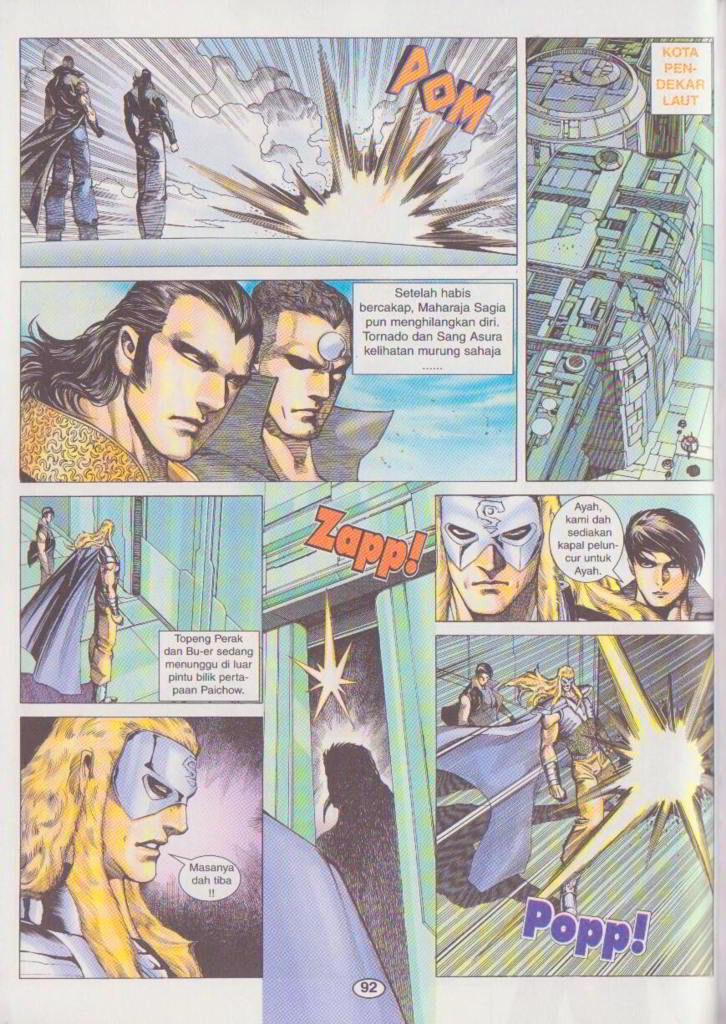 POM
KOTA
PEN-
DEKAR
LAUT
Setelah habis
bercakap, Maharaja Sagia
pun menghilangkan diri.
Tornado dan Sang Asura
kelihatan murung sahaja
......
Topeng Perak
dan Bu-er sedang
menunggu di luar
pintu bilik perta-
paan Paichow.
Masanya
dah tiba
!!
Zapp!
Ayah,
kami dah
sediakan
kapal pelun-
cur untuk
Ayah.
Popp!
92